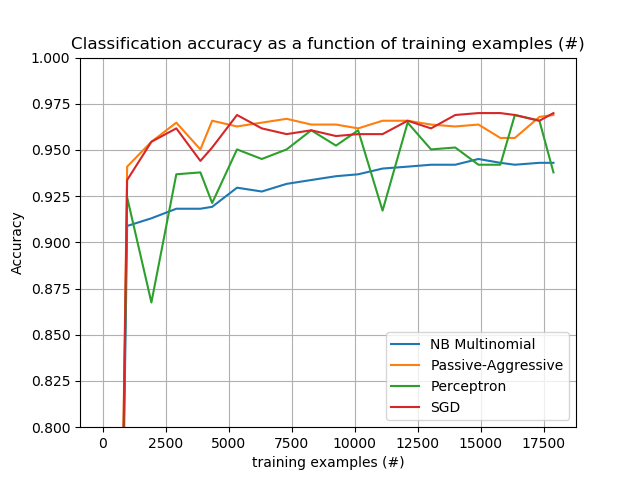 Classification accuracy as a function of training examples (#)
1.000
0.975
0.950
0.925
0.900
0.875
0.850
0.825
0.800
Accuracy
NB Multinomial
Passive-Aggressive
Perceptron
SGD
0 2500 5000 7500 10000 12500 15000 17500
training examples (#)